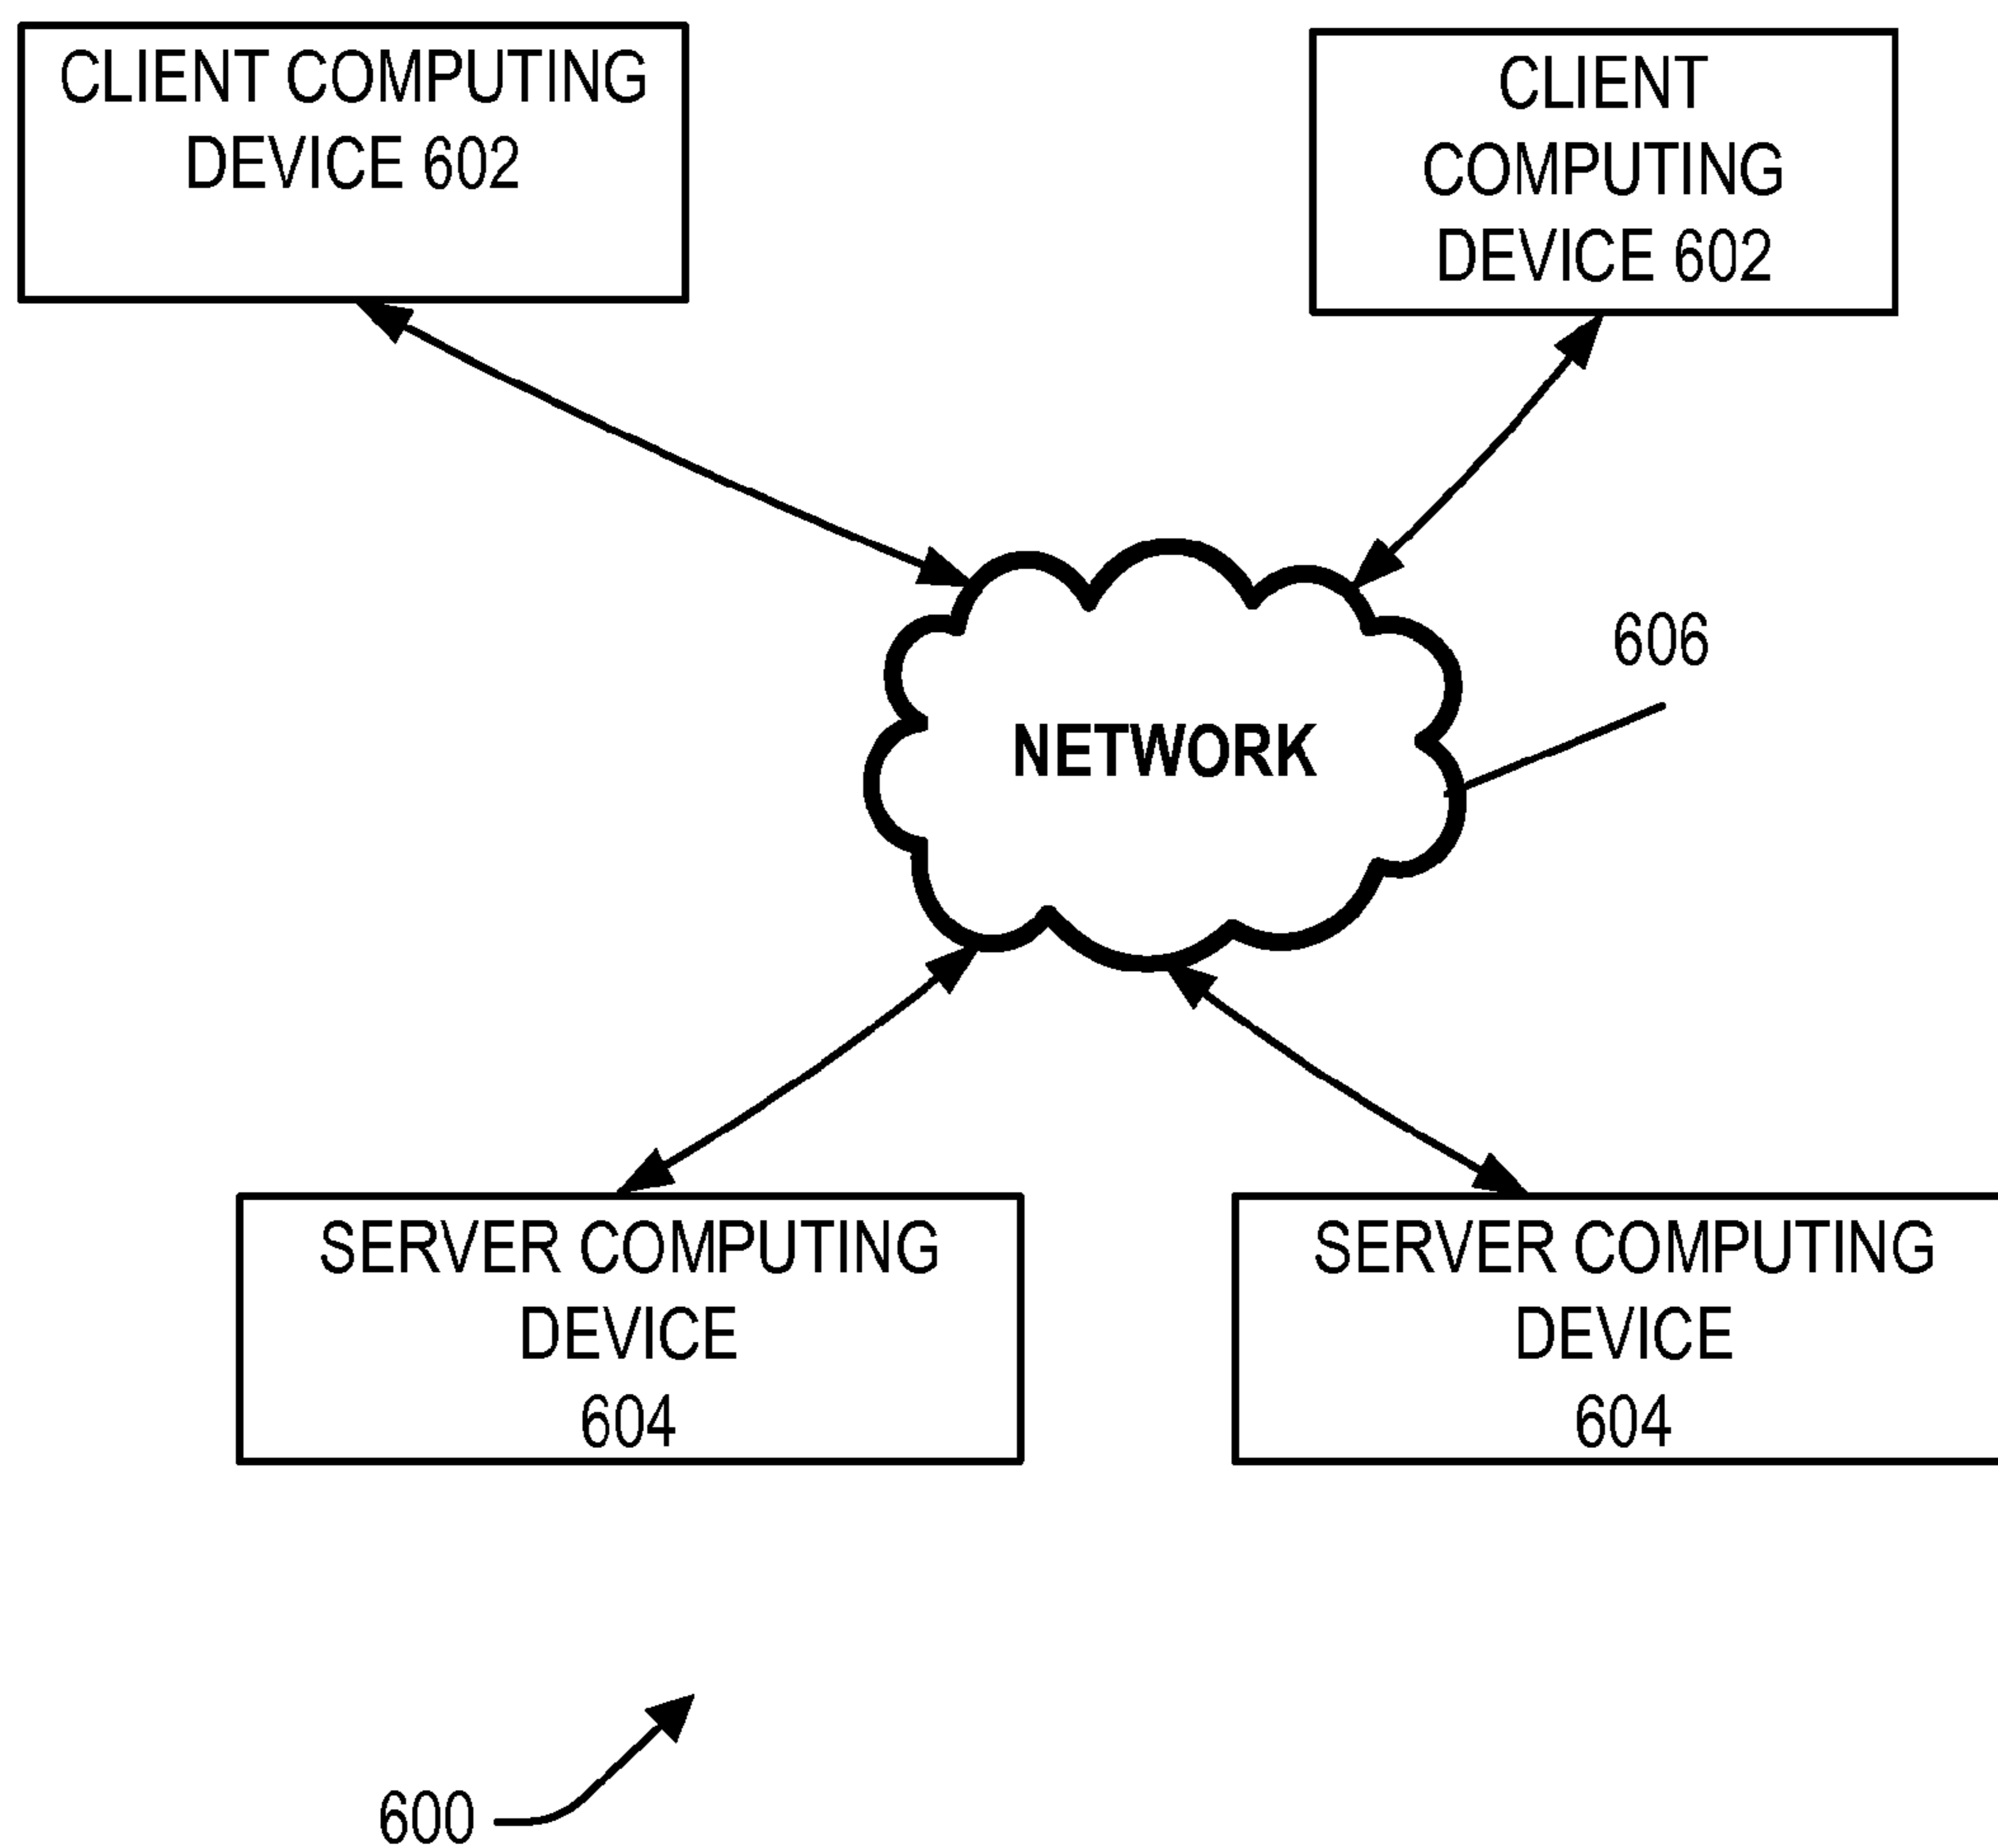 CLIENT COMPUTING
DEVICE 602
CLIENT
COMPUTING
DEVICE 602
606
NETWORK
SERVER COMPUTING
DEVICE
604
SERVER COMPUTING
DEVICE
604
600